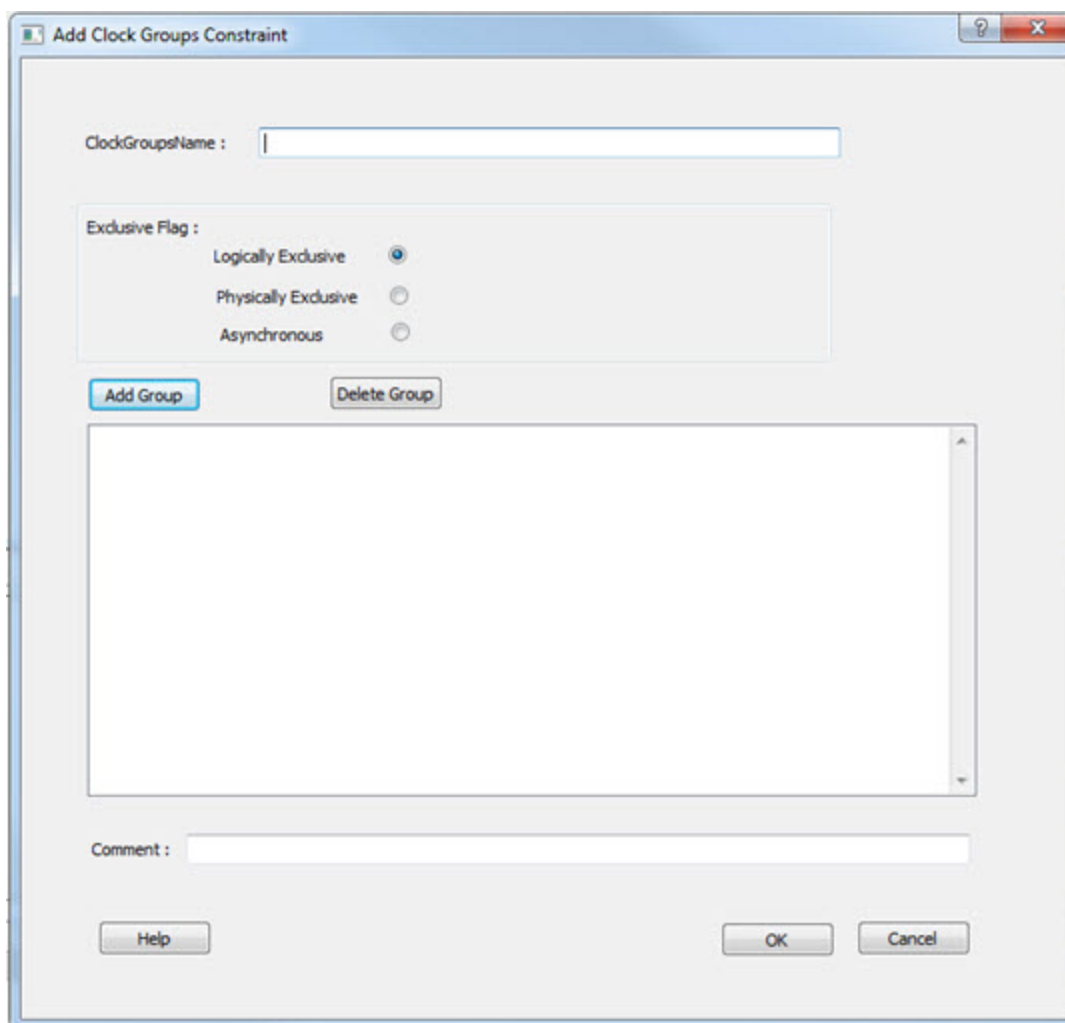 Add Clock Groups Constraint
ClockGroupsName :
Exclusive Flag :
Logically Exclusive
Physically Exclusive
Asynchronous
Add Group Delete Group
Comment :
Help OK Cancel